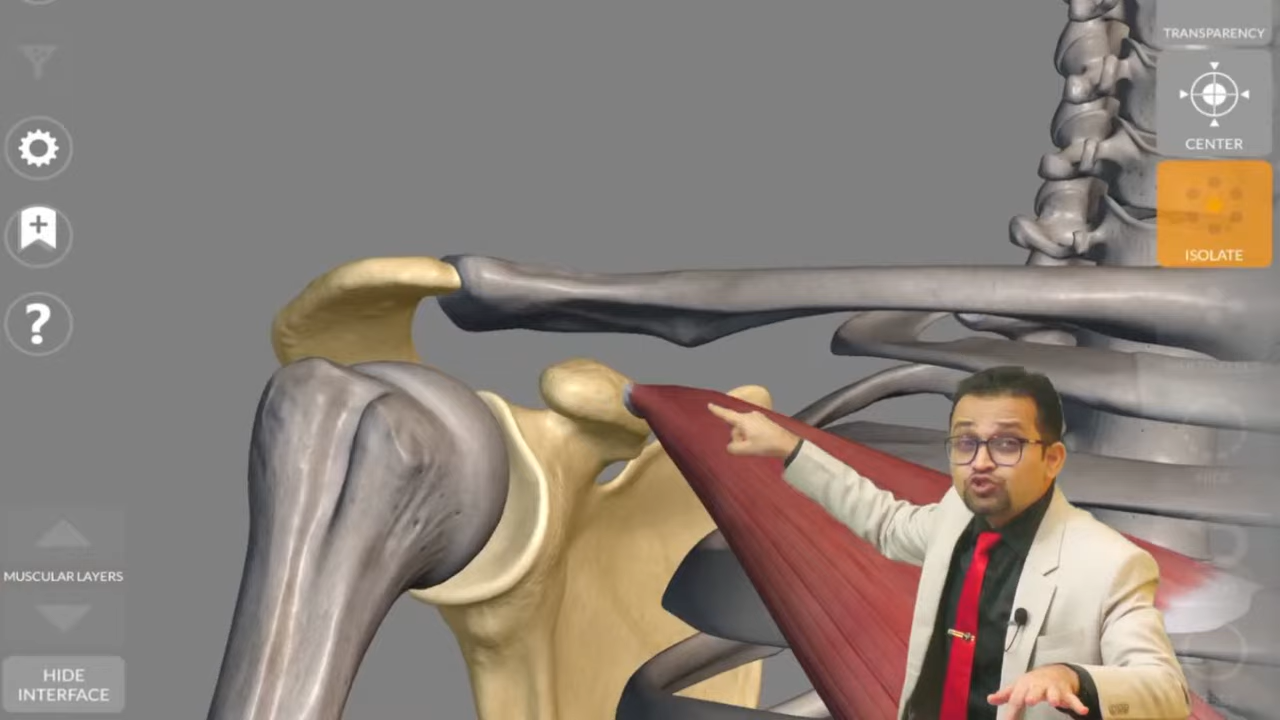 TRANSPARENCY
CENTER
ISOLATE
?
MUSCULAR LAYERS
HIDE
INTERFACE